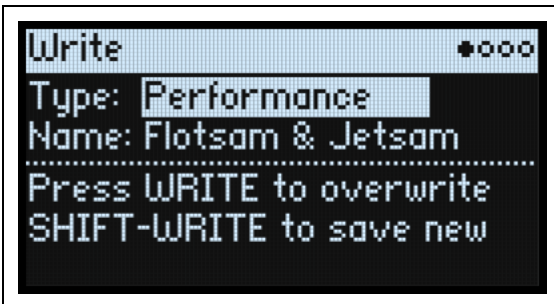 Write
Type: Performance
Name: Flotsam & Jetsam
Press WRITE to overwrite
SHIFT-WRITE to save new